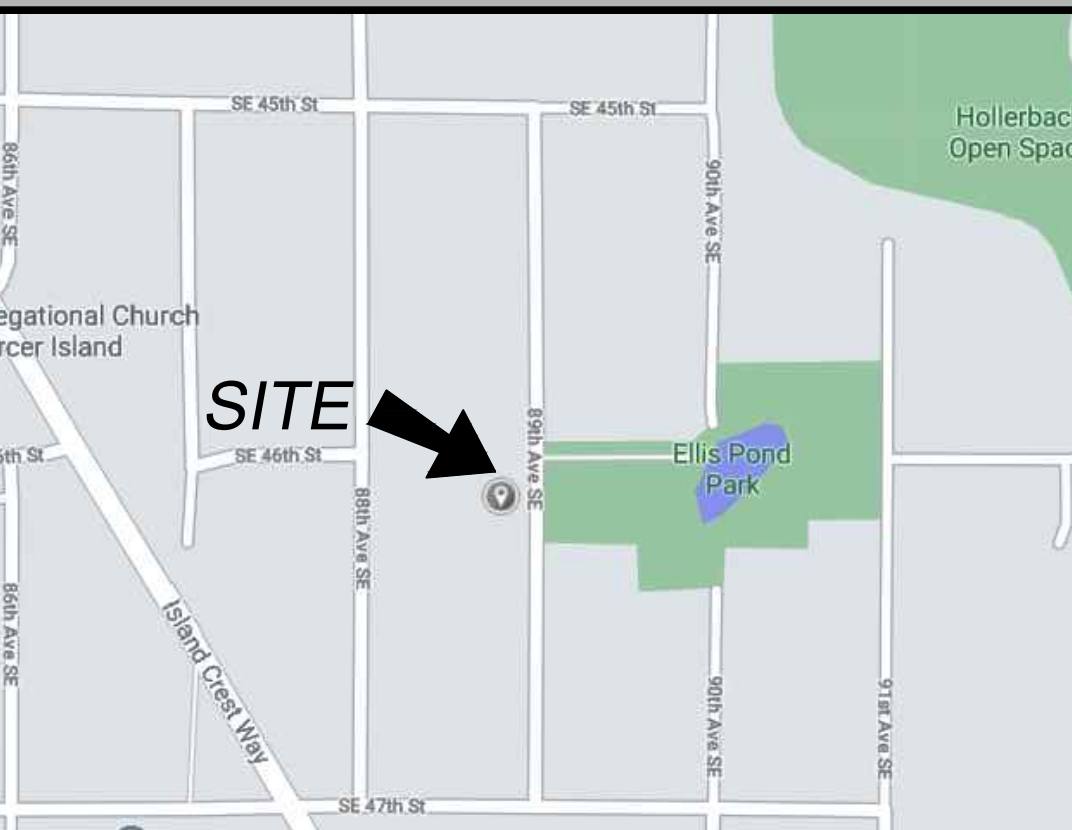 SE 45th St
SE 45th St
Hollerbac
Open Spac
86th Ave SE
90th Ave SE
egational Church
rcer Island
SITE
89th Ave SE
6th St
SE 46th St
Ellis Pond
Park
88th Ave SE
86th Ave SE
Island Crest Way
90th Ave SE
91st Ave SE
SE 47th St